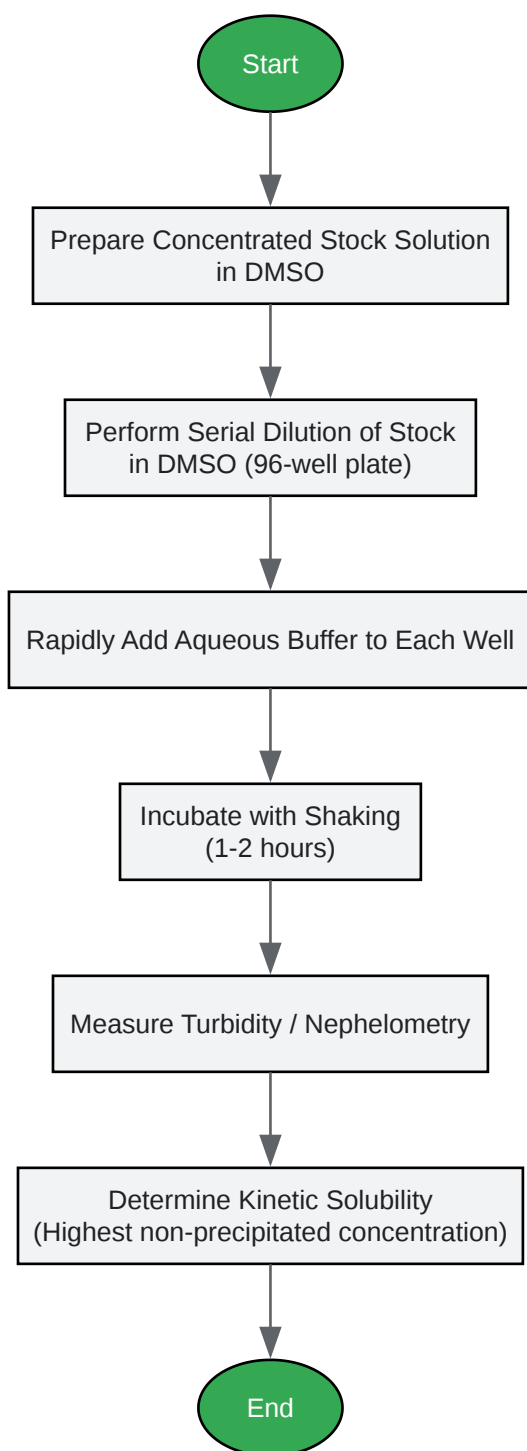 Start
Prepare Concentrated Stock Solution
in DMSO
Perform Serial Dilution of Stock
in DMSO (96-well plate)
Rapidly Add Aqueous Buffer to Each Well
Incubate with Shaking
(1-2 hours)
Measure Turbidity / Nephelometry
Determine Kinetic Solubility
(Highest non-precipitated concentration)
End